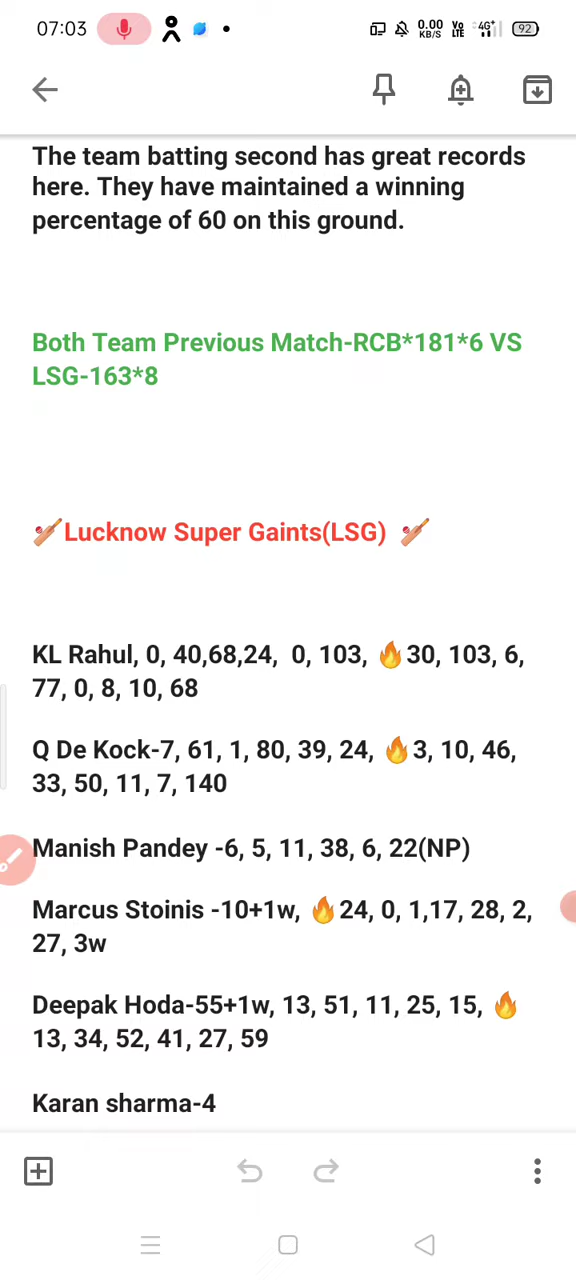 07:03
0.00
KB/S
Vo
LTE
4G+
92
The team batting second has great records
here. They have maintained a winning
percentage of 60 on this ground.
Both Team Previous Match-RCB*181*6 VS
LSG-163*8
🏏Lucknow Super Gaints(LSG) 🏏
KL Rahul, 0, 40,68,24,  0, 103, 🔥30, 103, 6,
77, 0, 8, 10, 68
Q De Kock-7, 61, 1, 80, 39, 24, 🔥3, 10, 46,
33, 50, 11, 7, 140
Manish Pandey -6, 5, 11, 38, 6, 22(NP)
Marcus Stoinis -10+1w, 🔥24, 0, 1,17, 28, 2,
27, 3w
Deepak Hoda-55+1w, 13, 51, 11, 25, 15, 🔥
13, 34, 52, 41, 27, 59
Karan sharma-4